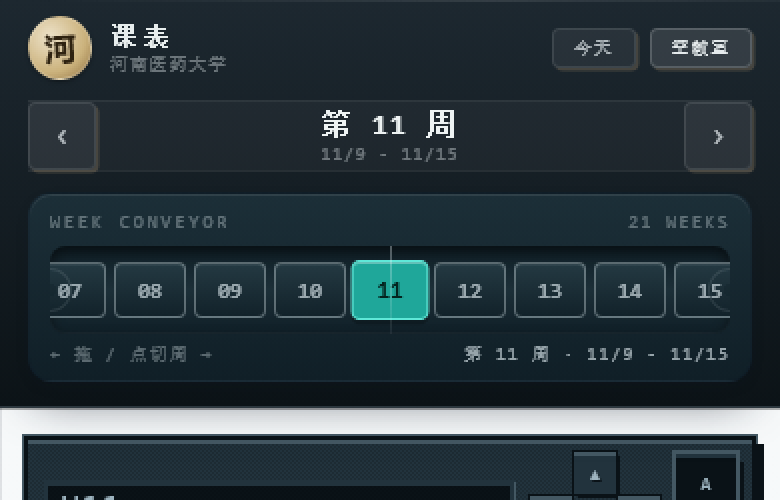 河
课表
河南医药大学
今天
空教室
‹
第 11 周
11/9 - 11/15
›
WEEK CONVEYOR
21 WEEKS
07 08 09 10 11 12 13 14 15
← 拖 / 点切周 →
第 11 周 · 11/9 - 11/15
▲
A